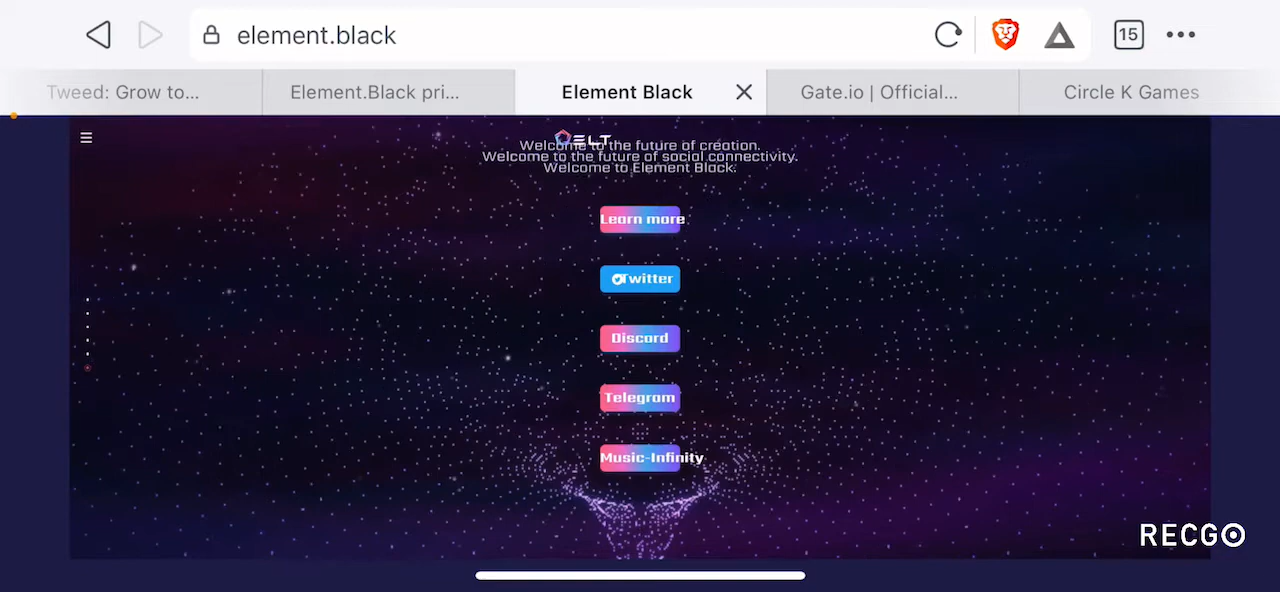 element.black
15
Tweed: Grow to...
Element.Black pri...
Element Black
Gate.io | Official...
Circle K Games
ELT
Welcome to the future of creation.
Welcome to the future of social connectivity.
Welcome to Element Black.
Learn more
Twitter
Discord
Telegram
Music-Infinity
RECGO